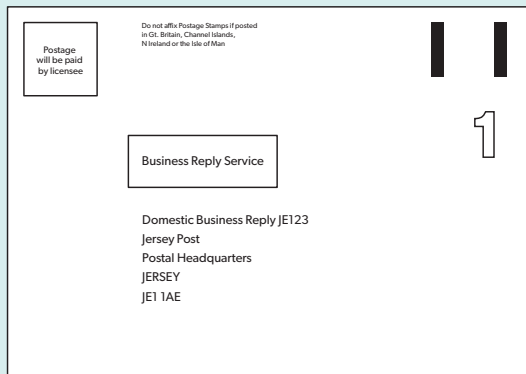 Postage
will be paid
by licensee
Do not affix Postage Stamps if posted
in Gt. Britain, Channel Islands,
N Ireland or the Isle of Man
1
Business Reply Service
Domestic Business Reply JE123
Jersey Post
Postal Headquarters
JERSEY
JE1 1AE